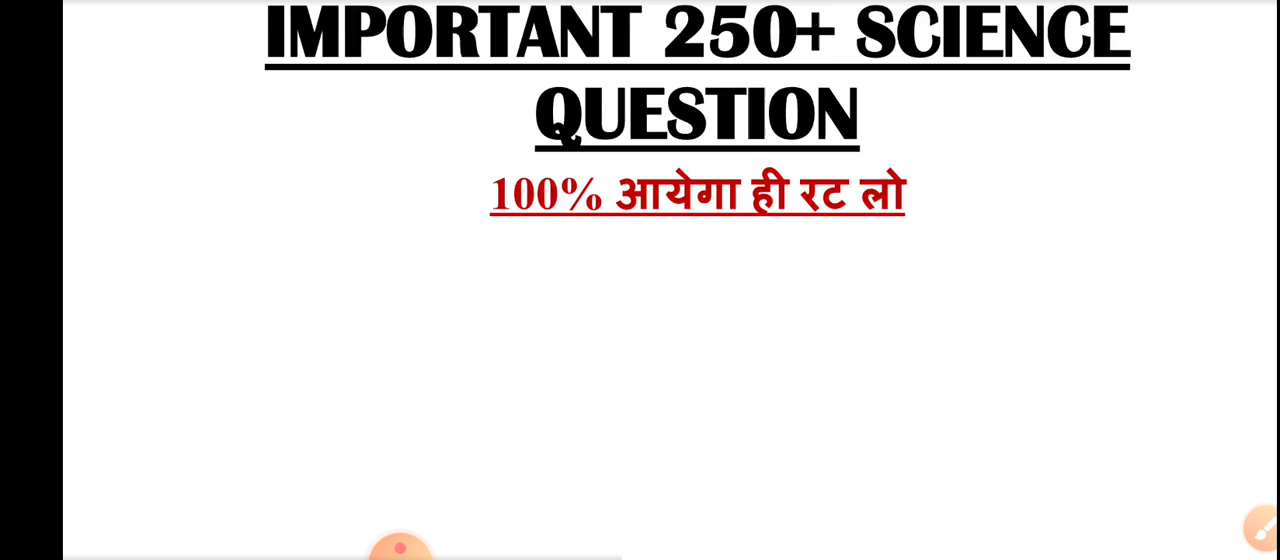 IMPORTANT 250+ SCIENCE
QUESTION
100% आयेगा ही रट लो